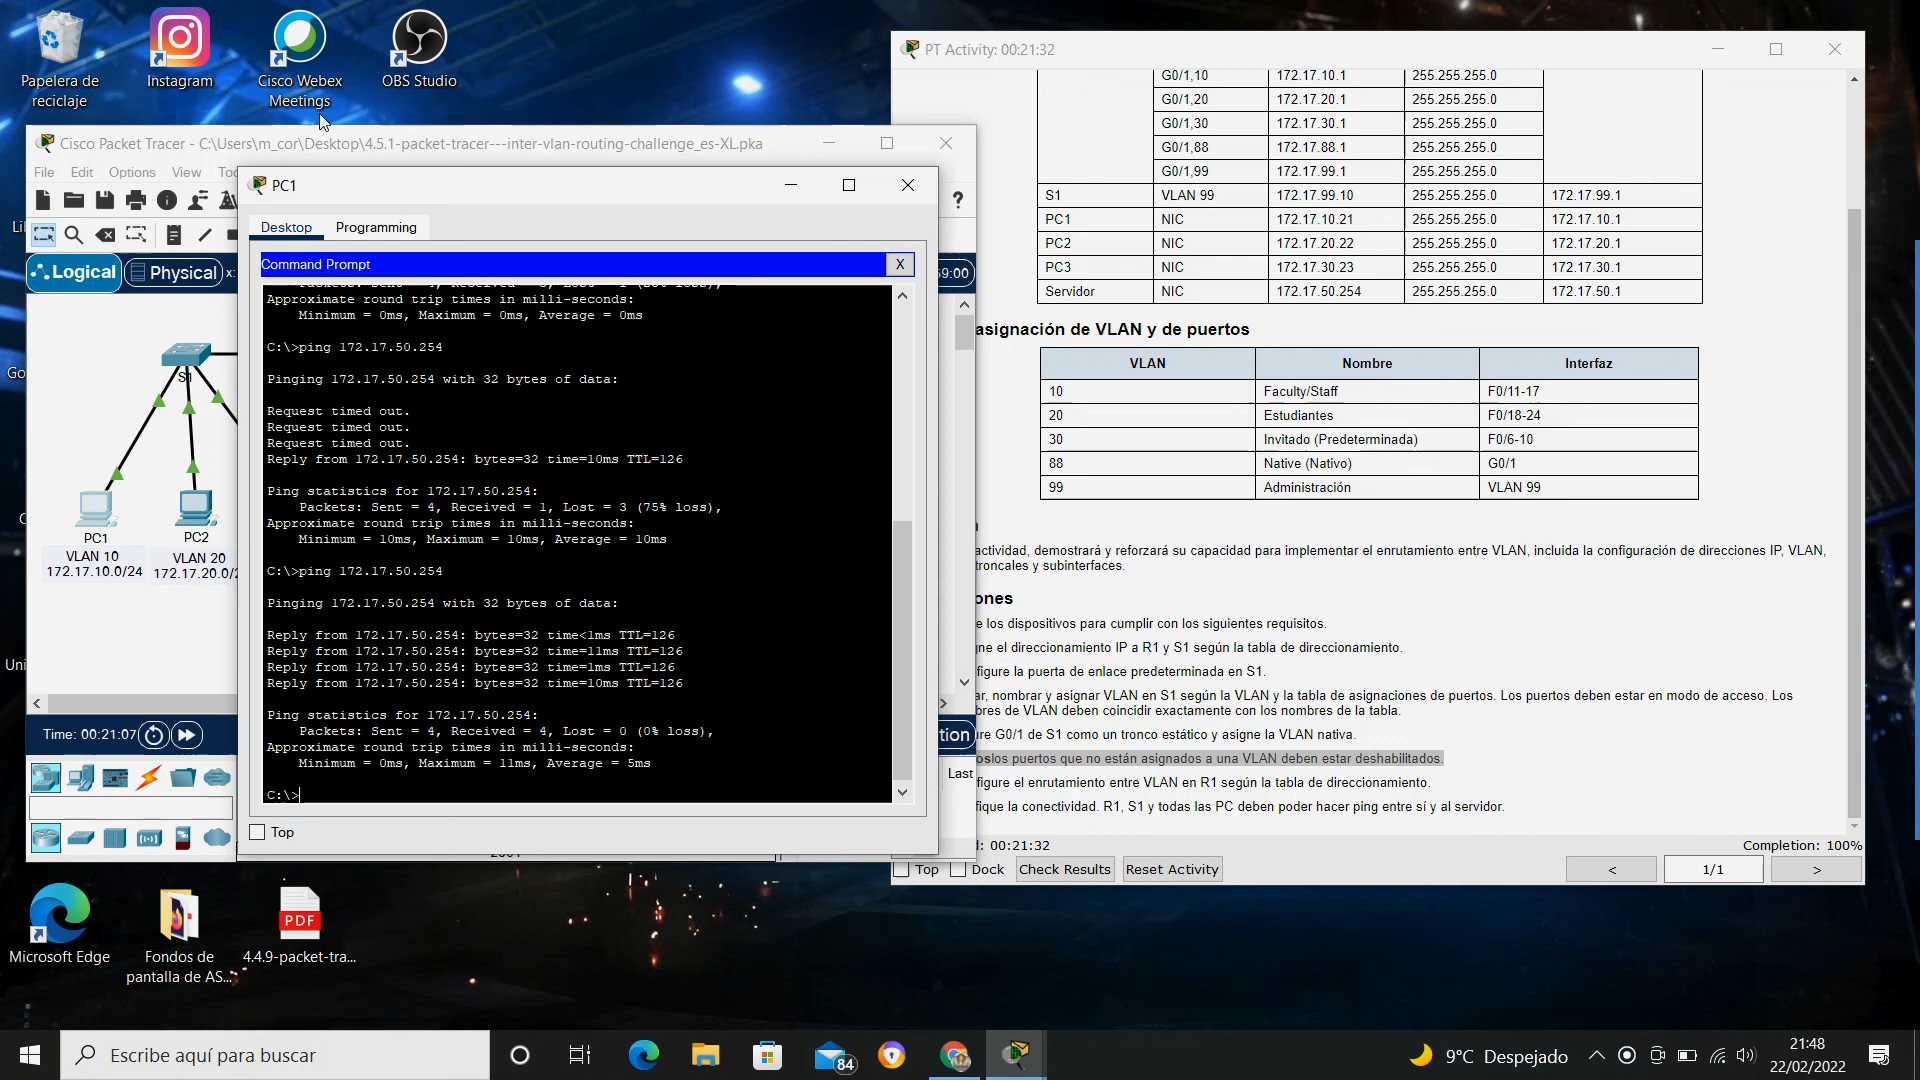 Papelera de
reciclaje
Instagram
Cisco Webex
Meetings
OBS Studio
PT Activity: 00:21:32
G0/1,10 172.17.10.1 255.255.255.0
G0/1,20 172.17.20.1 255.255.255.0
G0/1,30 172.17.30.1 255.255.255.0
G0/1,88 172.17.88.1 255.255.255.0
G0/1,99 172.17.99.1 255.255.255.0
S1 VLAN 99 172.17.99.10 255.255.255.0 172.17.99.1
PC1 NIC 172.17.10.21 255.255.255.0 172.17.10.1
PC2 NIC 172.17.20.22 255.255.255.0 172.17.20.1
PC3 NIC 172.17.30.23 255.255.255.0 172.17.30.1
Servidor NIC 172.17.50.254 255.255.255.0 172.17.50.1
asignación de VLAN y de puertos
VLAN Nombre Interfaz
10 Faculty/Staff F0/11-17
20 Estudiantes F0/18-24
30 Invitado (Predeterminada) F0/6-10
88 Native (Nativo) G0/1
99 Administración VLAN 99
actividad, demostrará y reforzará su capacidad para implementar el enrutamiento entre VLAN, incluida la configuración de direcciones IP, VLAN,
troncales y subinterfaces.
ones
e los dispositivos para cumplir con los siguientes requisitos.
ne el direccionamiento IP a R1 y S1 según la tabla de direccionamiento.
figure la puerta de enlace predeterminada en S1.
ar, nombrar y asignar VLAN en S1 según la VLAN y la tabla de asignaciones de puertos. Los puertos deben estar en modo de acceso. Los
bres de VLAN deben coincidir exactamente con los nombres de la tabla.
ure G0/1 de S1 como un tronco estático y asigne la VLAN nativa.
oslos puertos que no están asignados a una VLAN deben estar deshabilitados.
figure el enrutamiento entre VLAN en R1 según la tabla de direccionamiento.
fique la conectividad. R1, S1 y todas las PC deben poder hacer ping entre sí y al servidor.
d: 00:21:32
Completion: 100%
Top Dock Check Results Reset Activity < 1/1 >
Cisco Packet Tracer - C:\Users\m_cor\Desktop\4.5.1-packet-tracer---inter-vlan-routing-challenge_es-XL.pka
File Edit Options View Too
?
Logical Physical x: 59:00
S1
PC1
VLAN 10
172.17.10.0/24
PC2
VLAN 20
172.17.20.0/2
Time: 00:21:07
tion
Last
PC1
Desktop Programming
Command Prompt X
Packets: Sent = 4, Received = 3, Lost = 1 (25% loss),
Approximate round trip times in milli-seconds:
Minimum = 0ms, Maximum = 0ms, Average = 0ms
C:\>ping 172.17.50.254
Pinging 172.17.50.254 with 32 bytes of data:
Request timed out.
Request timed out.
Request timed out.
Reply from 172.17.50.254: bytes=32 time=10ms TTL=126
Ping statistics for 172.17.50.254:
Packets: Sent = 4, Received = 1, Lost = 3 (75% loss),
Approximate round trip times in milli-seconds:
Minimum = 10ms, Maximum = 10ms, Average = 10ms
C:\>ping 172.17.50.254
Pinging 172.17.50.254 with 32 bytes of data:
Reply from 172.17.50.254: bytes=32 time<1ms TTL=126
Reply from 172.17.50.254: bytes=32 time=11ms TTL=126
Reply from 172.17.50.254: bytes=32 time=1ms TTL=126
Reply from 172.17.50.254: bytes=32 time=10ms TTL=126
Ping statistics for 172.17.50.254:
Packets: Sent = 4, Received = 4, Lost = 0 (0% loss),
Approximate round trip times in milli-seconds:
Minimum = 0ms, Maximum = 11ms, Average = 5ms
C:\>
Top
Li
Go
C
Uni
Microsoft Edge
Fondos de
pantalla de AS...
PDF
4.4.9-packet-tra...
Escribe aquí para buscar
84
9°C Despejado
21:48
22/02/2022